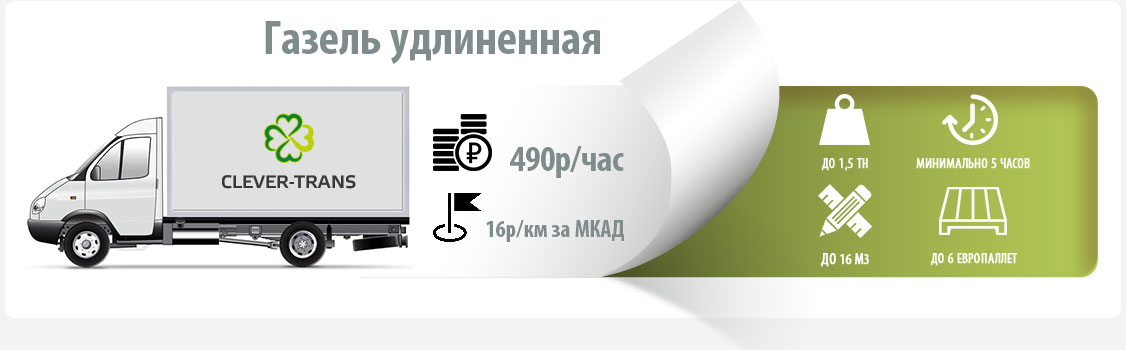 Газель удлиненная
CLEVER-TRANS
₽
490р/час
16р/км за МКАД
ДО 1,5 ТН
МИНИМАЛЬНО 5 ЧАСОВ
ДО 16 М3
ДО 6 ЕВРОПАЛЛЕТ